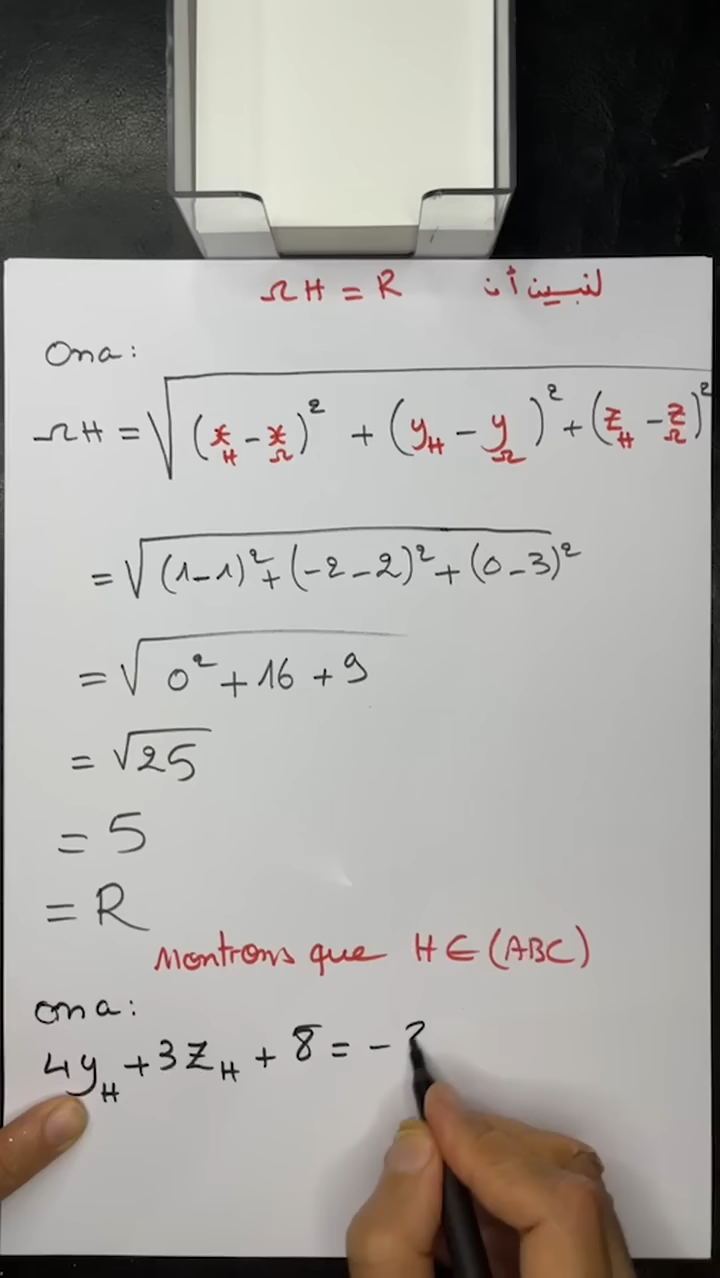 ΩH = R لنبين أن
On a :
ΩH = √(x_H - x_Ω)² + (y_H - y_Ω)² + (z_H - z_Ω)²
= √(1-1)² + (-2-2)² + (0-3)²
= √0² + 16 + 9
= √25
= 5
= R
Montrons que H ∈ (ABC)
on a :
4y_H + 3z_H + 8 = -